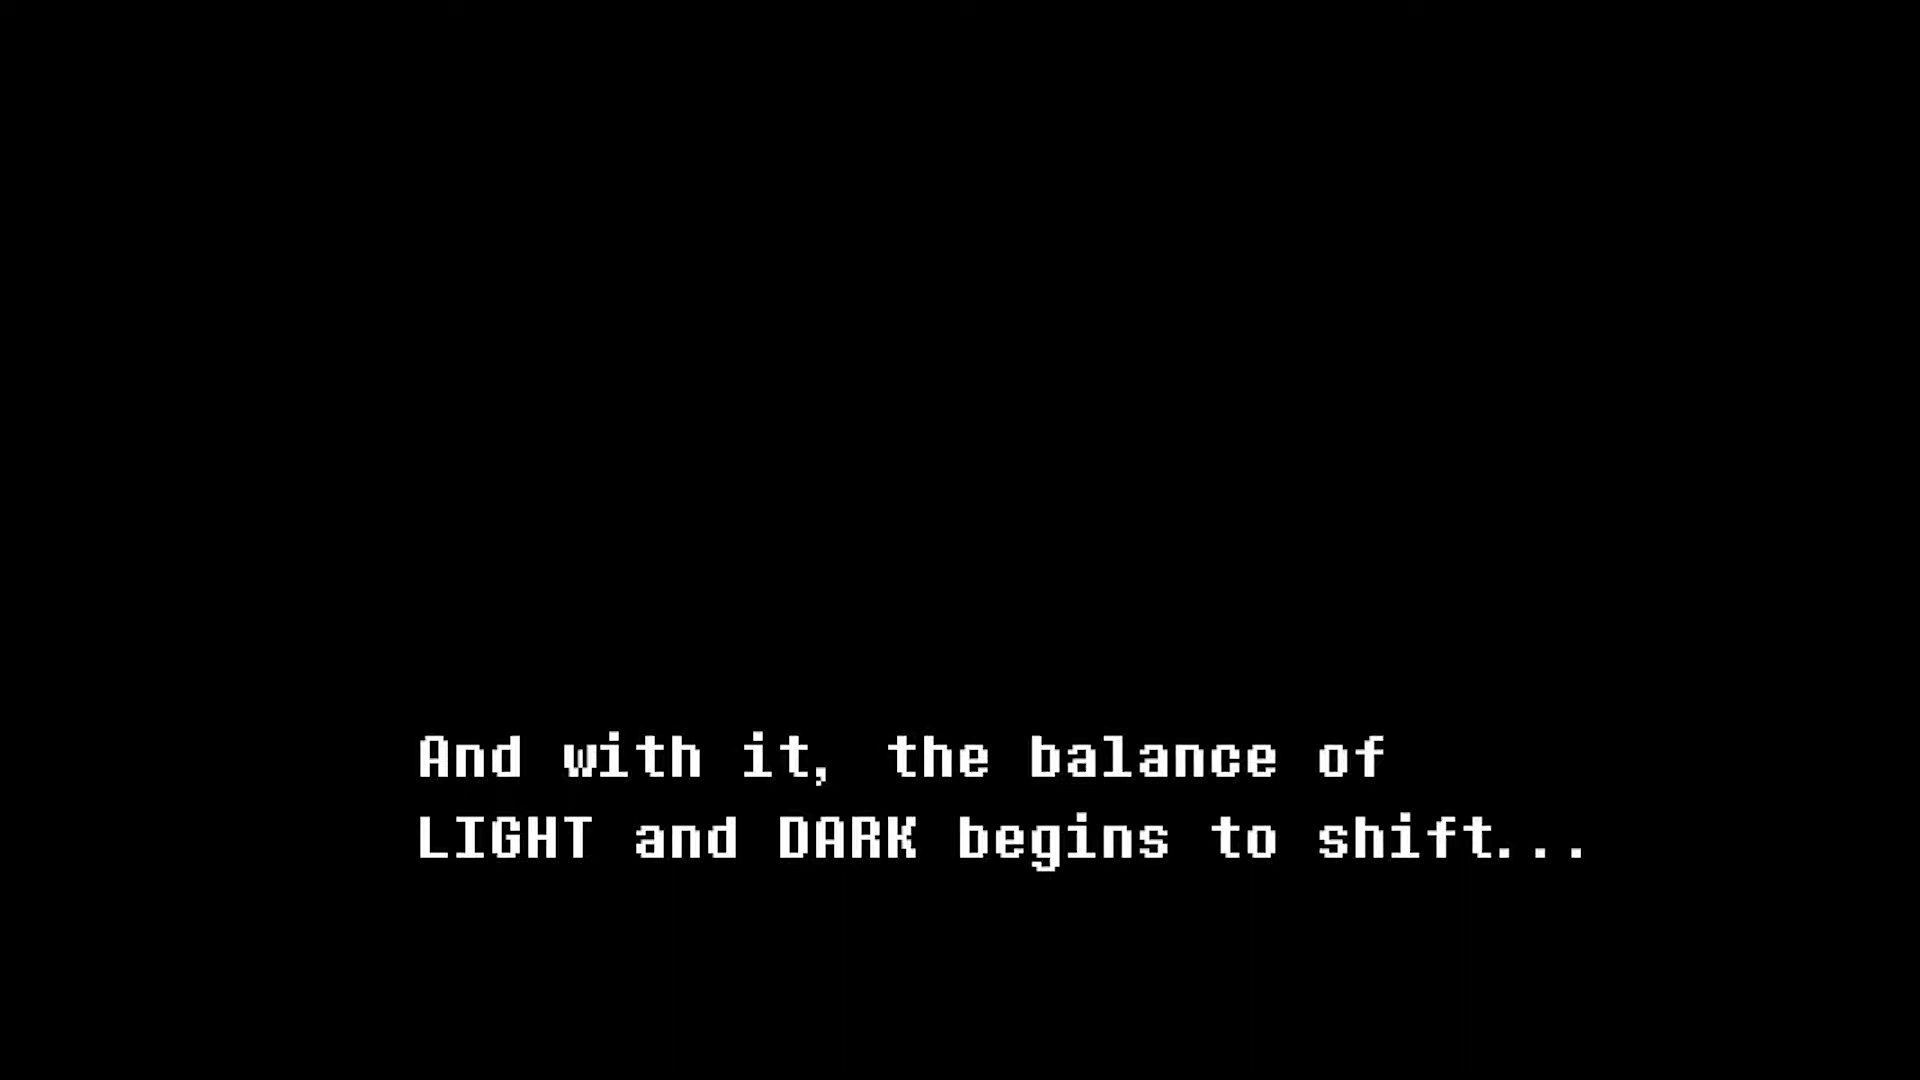 And with it, the balance of
LIGHT and DARK begins to shift...